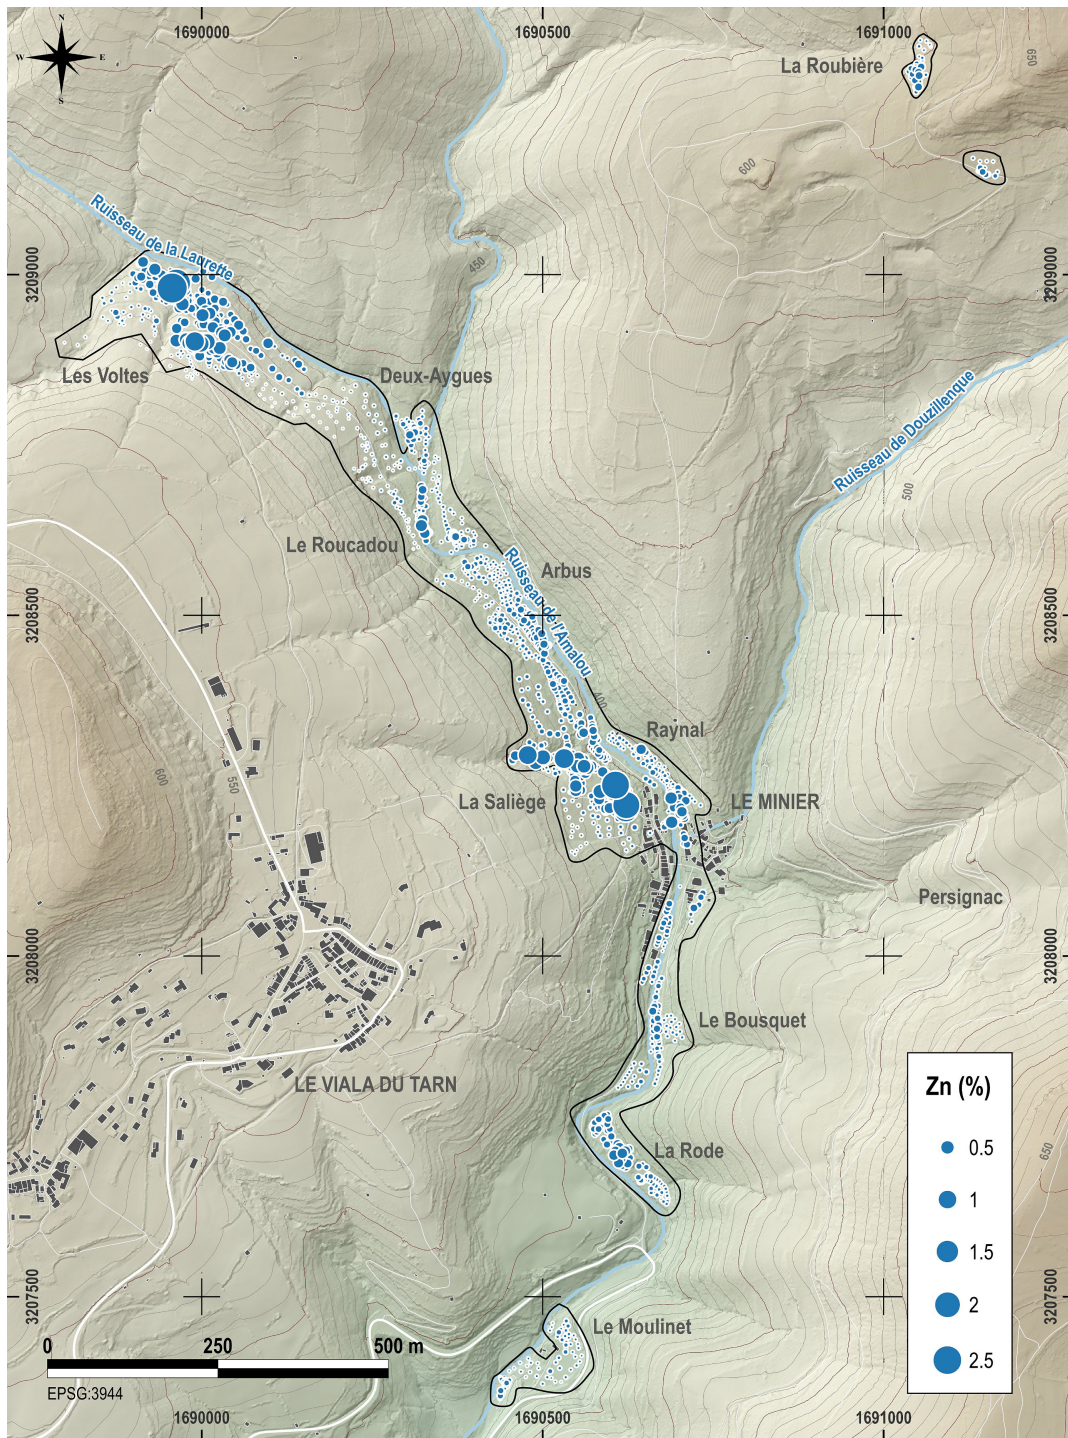 N
W E
S
1690000
1690500
1691000
La Roubière
650
600
Ruisseau de la Laurette
3209000
450
3209000
Les Voltes
Deux-Aygues
Ruisseau de Douzillenque
500
Le Roucadou
Ruisseau de l'Amalou
Arbus
3208500
3208500
400
Raynal
600
550
La Saliège
LE MINIER
Persignac
3208000
3208000
Le Bousquet
LE VIALA DU TARN
Zn (%)
0.5
La Rode
650
1
1.5
3207500
3207500
2
Le Moulinet
0 250 500 m
2.5
EPSG:3944
1690000
1690500
1691000